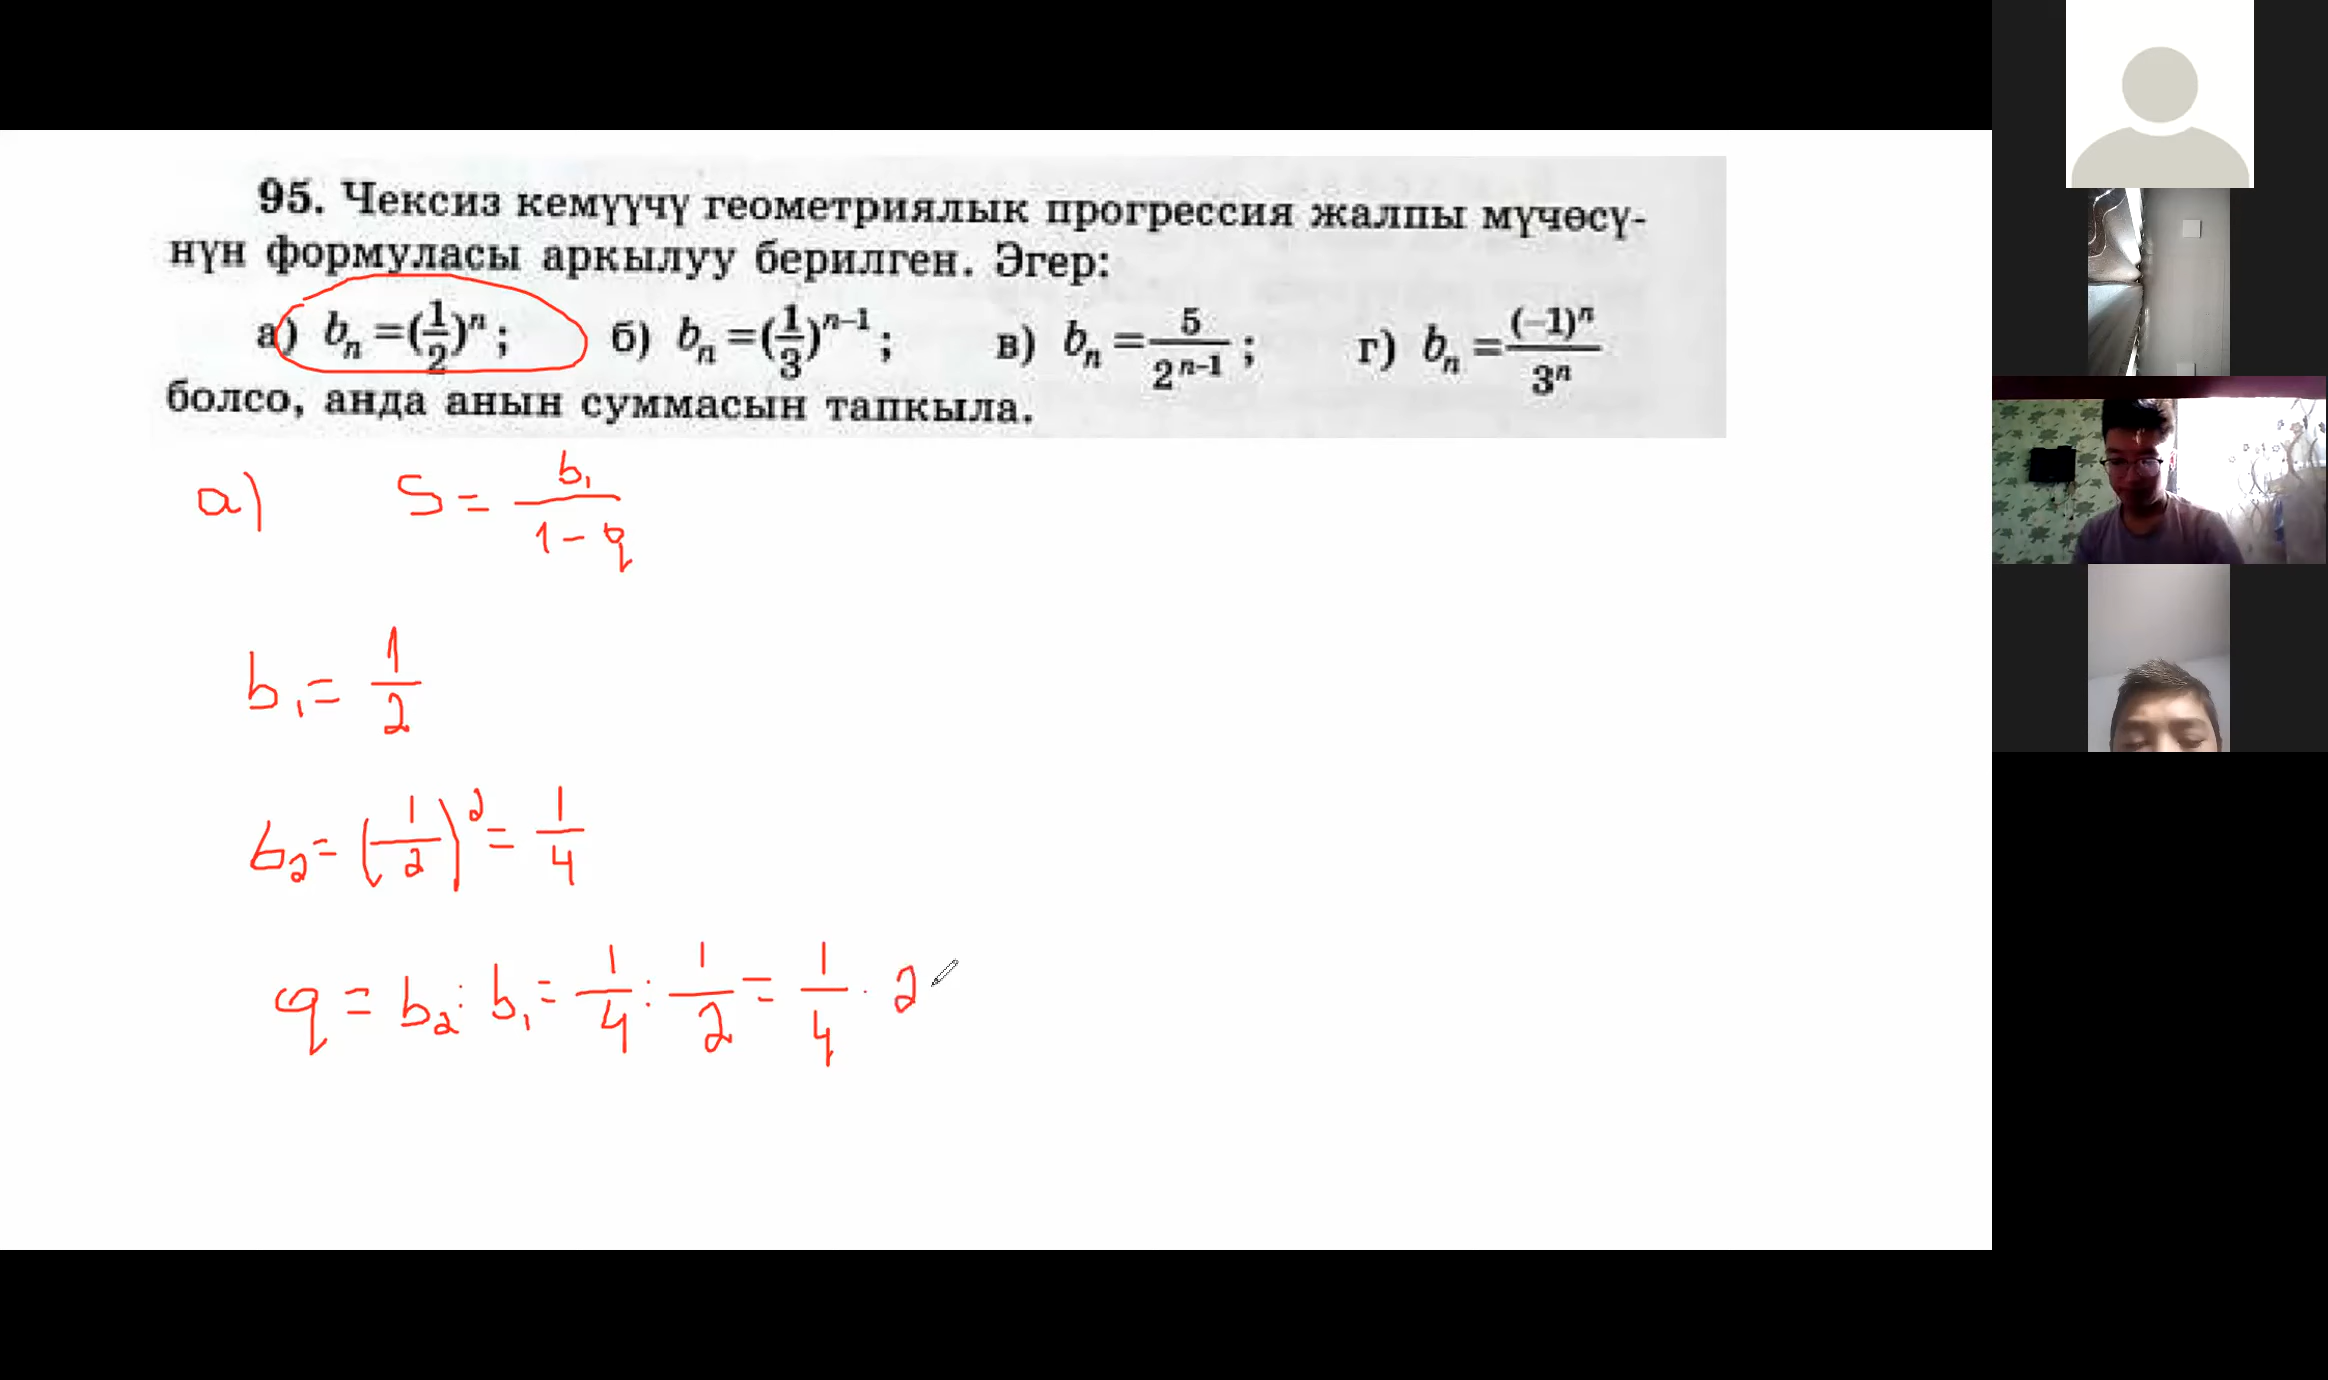 95. Чексиз кемүүчү геометриялык прогрессия жалпы мүчөсү-
нүн формуласы аркылуу берилген. Эгер:
а) bₙ =(1/2)ⁿ; б) bₙ =(1/3)ⁿ⁻¹; в) bₙ = 5/2ⁿ⁻¹; г) bₙ = (–1)ⁿ/3ⁿ
болсо, анда анын суммасын тапкыла.
а) S = b₁/(1 - q)
b₁ = 1/2
b₂ = (1/2)² = 1/4
q = b₂ : b₁ = 1/4 : 1/2 = 1/4 · 2